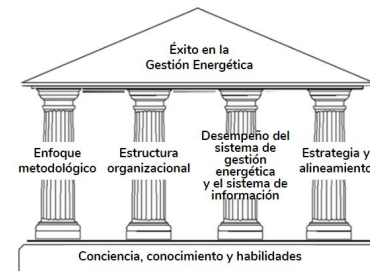 Éxito en la
Gestión Energética
Enfoque
metodológico
Estructura
organizacional
Desempeño del
sistema de
gestión
energética
y el sistema de
información
Estrategia y
alineamiento
Conciencia, conocimiento y habilidades